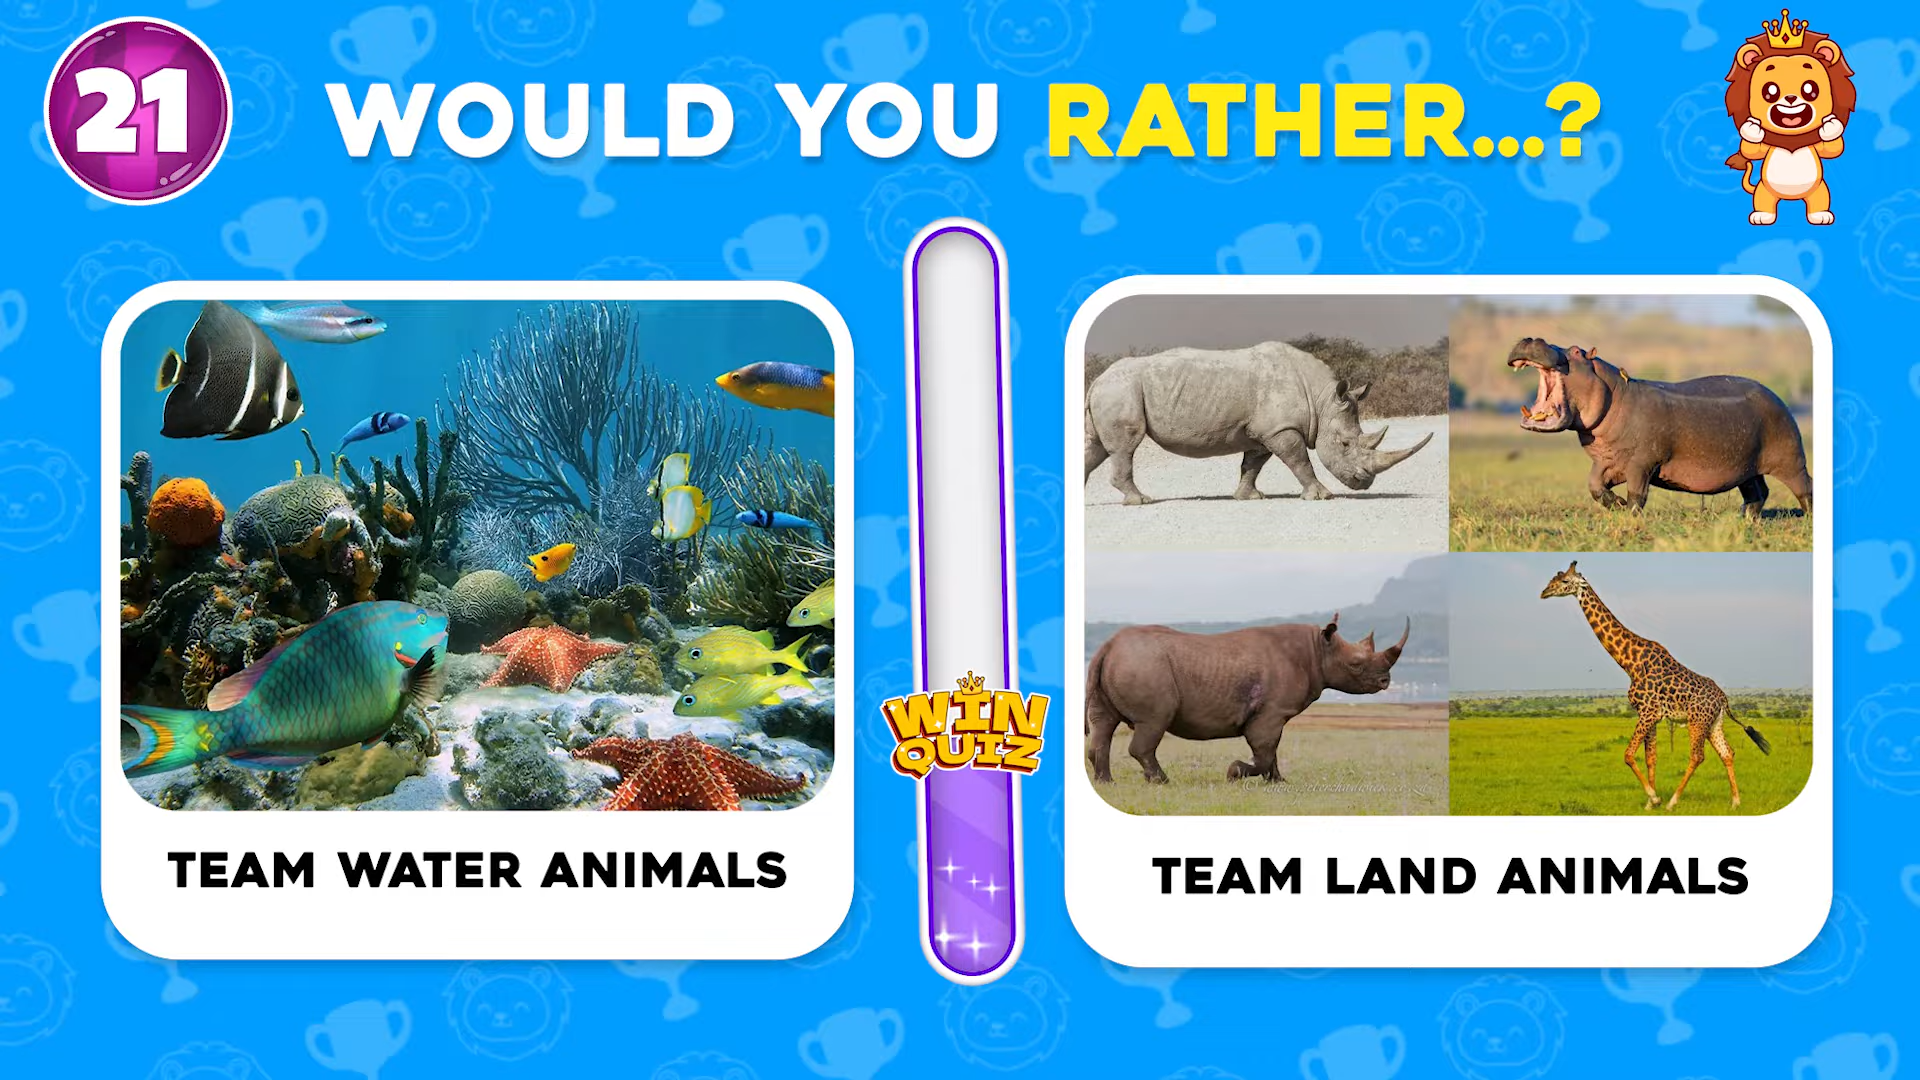 21
WOULD YOU RATHER...?
WIN
QUIZ
TEAM WATER ANIMALS
TEAM LAND ANIMALS